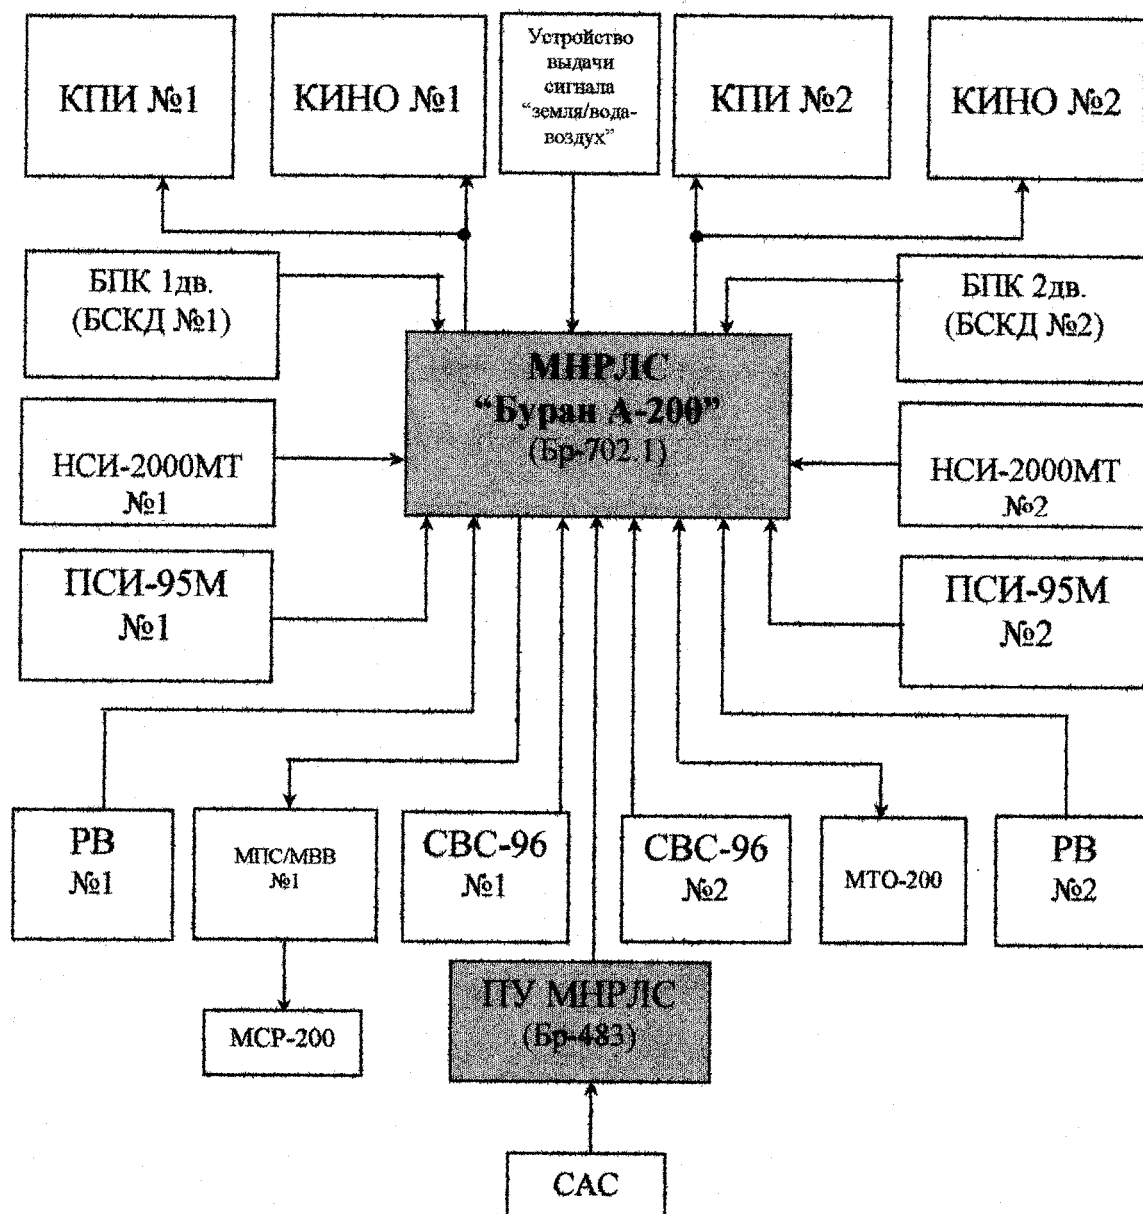 КПИ №1
КИНО №1
Устройство
выдачи
сигнала
“земля/вода-
воздух”
КПИ №2
КИНО №2
БПК 1дв.
(БСКД №1)
БПК 2дв.
(БСКД №2)
МНРЛС
“Буран А-200”
(Бр-702.1)
НСИ-2000МТ
№1
НСИ-2000МТ
№2
ПСИ-95М
№1
ПСИ-95М
№2
РВ
№1
МПС/МВВ
№1
СВС-96
№1
СВС-96
№2
МТО-200
РВ
№2
МСР-200
ПУ МНРЛС
(Бр-483)
САС